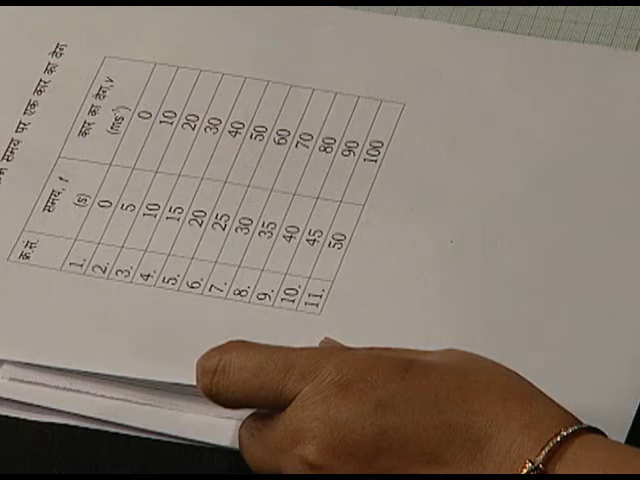 समय पर एक कार का वेग
क्र.सं. समय, t (s) कार का वेग, v (ms⁻¹)
1. 0 0
2. 5 10
3. 10 20
4. 15 30
5. 20 40
6. 25 50
7. 30 60
8. 35 70
9. 40 80
10. 45 90
11. 50 100